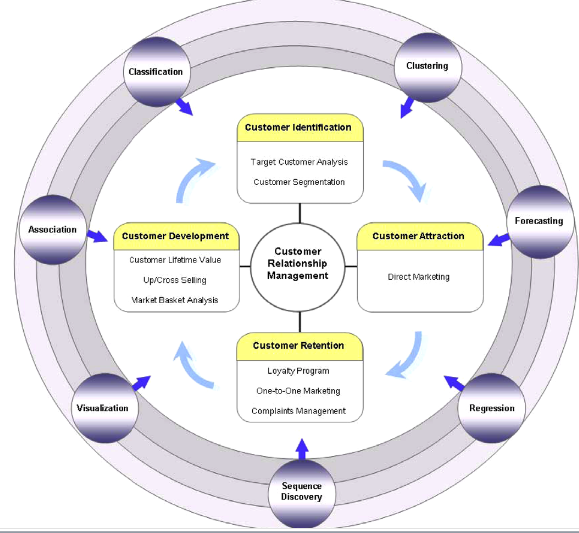 Classification
Clustering
Customer Identification
Target Customer Analysis
Customer Segmentation
Association
Forecasting
Customer Development
Customer Lifetime Value
Up/Cross Selling
Market Basket Analysis
Customer
Relationship
Management
Customer Attraction
Direct Marketing
Customer Retention
Loyalty Program
One-to-One Marketing
Complaints Management
Visualization
Regression
Sequence
Discovery